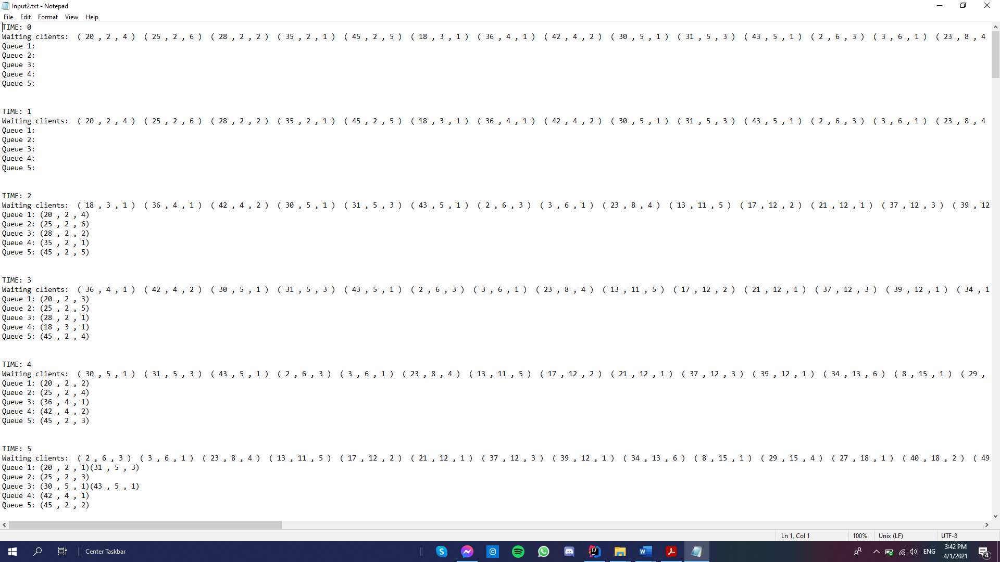 Input2.txt - Notepad
File Edit Format View Help
TIME: 0
Waiting clients: ( 20 , 2 , 4 ) ( 25 , 2 , 6 ) ( 28 , 2 , 2 ) ( 35 , 2 , 1 ) ( 45 , 2 , 5 ) ( 18 , 3 , 1 ) ( 36 , 4 , 1 ) ( 42 , 4 , 2 ) ( 30 , 5 , 1 ) ( 31 , 5 , 3 ) ( 43 , 5 , 1 ) ( 2 , 6 , 3 ) ( 3 , 6 , 1 ) ( 23 , 8 , 4
Queue 1:
Queue 2:
Queue 3:
Queue 4:
Queue 5:
TIME: 1
Waiting clients: ( 20 , 2 , 4 ) ( 25 , 2 , 6 ) ( 28 , 2 , 2 ) ( 35 , 2 , 1 ) ( 45 , 2 , 5 ) ( 18 , 3 , 1 ) ( 36 , 4 , 1 ) ( 42 , 4 , 2 ) ( 30 , 5 , 1 ) ( 31 , 5 , 3 ) ( 43 , 5 , 1 ) ( 2 , 6 , 3 ) ( 3 , 6 , 1 ) ( 23 , 8 , 4
Queue 1:
Queue 2:
Queue 3:
Queue 4:
Queue 5:
TIME: 2
Waiting clients: ( 18 , 3 , 1 ) ( 36 , 4 , 1 ) ( 42 , 4 , 2 ) ( 30 , 5 , 1 ) ( 31 , 5 , 3 ) ( 43 , 5 , 1 ) ( 2 , 6 , 3 ) ( 3 , 6 , 1 ) ( 23 , 8 , 4 ) ( 13 , 11 , 5 ) ( 17 , 12 , 2 ) ( 21 , 12 , 1 ) ( 37 , 12 , 3 ) ( 39 , 12
Queue 1: (20 , 2 , 4)
Queue 2: (25 , 2 , 6)
Queue 3: (28 , 2 , 2)
Queue 4: (35 , 2 , 1)
Queue 5: (45 , 2 , 5)
TIME: 3
Waiting clients: ( 36 , 4 , 1 ) ( 42 , 4 , 2 ) ( 30 , 5 , 1 ) ( 31 , 5 , 3 ) ( 43 , 5 , 1 ) ( 2 , 6 , 3 ) ( 3 , 6 , 1 ) ( 23 , 8 , 4 ) ( 13 , 11 , 5 ) ( 17 , 12 , 2 ) ( 21 , 12 , 1 ) ( 37 , 12 , 3 ) ( 39 , 12 , 1 ) ( 34 , 1
Queue 1: (20 , 2 , 3)
Queue 2: (25 , 2 , 5)
Queue 3: (28 , 2 , 1)
Queue 4: (18 , 3 , 1)
Queue 5: (45 , 2 , 4)
TIME: 4
Waiting clients: ( 30 , 5 , 1 ) ( 31 , 5 , 3 ) ( 43 , 5 , 1 ) ( 2 , 6 , 3 ) ( 3 , 6 , 1 ) ( 23 , 8 , 4 ) ( 13 , 11 , 5 ) ( 17 , 12 , 2 ) ( 21 , 12 , 1 ) ( 37 , 12 , 3 ) ( 39 , 12 , 1 ) ( 34 , 13 , 6 ) ( 8 , 15 , 1 ) ( 29 ,
Queue 1: (20 , 2 , 2)
Queue 2: (25 , 2 , 4)
Queue 3: (36 , 4 , 1)
Queue 4: (42 , 4 , 2)
Queue 5: (45 , 2 , 3)
TIME: 5
Waiting clients: ( 2 , 6 , 3 ) ( 3 , 6 , 1 ) ( 23 , 8 , 4 ) ( 13 , 11 , 5 ) ( 17 , 12 , 2 ) ( 21 , 12 , 1 ) ( 37 , 12 , 3 ) ( 39 , 12 , 1 ) ( 34 , 13 , 6 ) ( 8 , 15 , 1 ) ( 29 , 15 , 4 ) ( 27 , 18 , 1 ) ( 40 , 18 , 2 ) ( 49
Queue 1: (20 , 2 , 1)(31 , 5 , 3)
Queue 2: (25 , 2 , 3)
Queue 3: (30 , 5 , 1)(43 , 5 , 1)
Queue 4: (42 , 4 , 1)
Queue 5: (45 , 2 , 2)
Ln 1, Col 1 100% Unix (LF) UTF-8
Center Taskbar
ENG
3:42 PM
4/1/2021
4